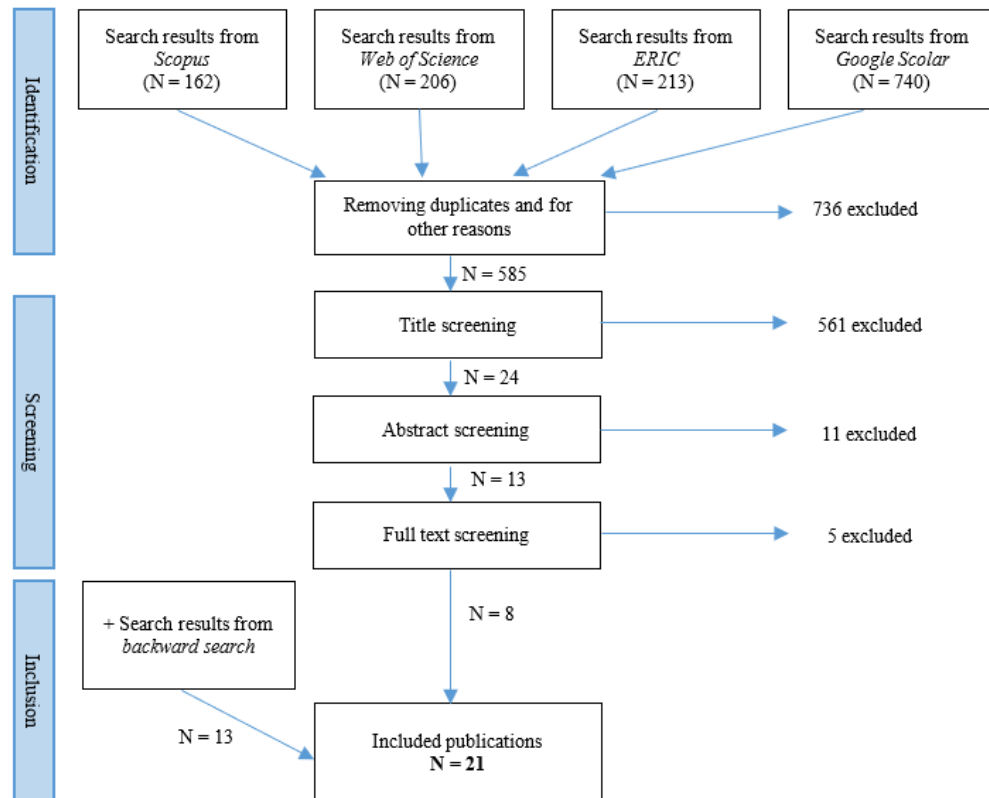 Identification
Search results from
Scopus
(N = 162)
Search results from
Web of Science
(N = 206)
Search results from
ERIC
(N = 213)
Search results from
Google Scolar
(N = 740)
Removing duplicates and for
other reasons
736 excluded
N = 585
Screening
Title screening
561 excluded
N = 24
Abstract screening
11 excluded
N = 13
Full text screening
5 excluded
N = 8
Inclusion
+ Search results from
backward search
N = 13
Included publications
N = 21